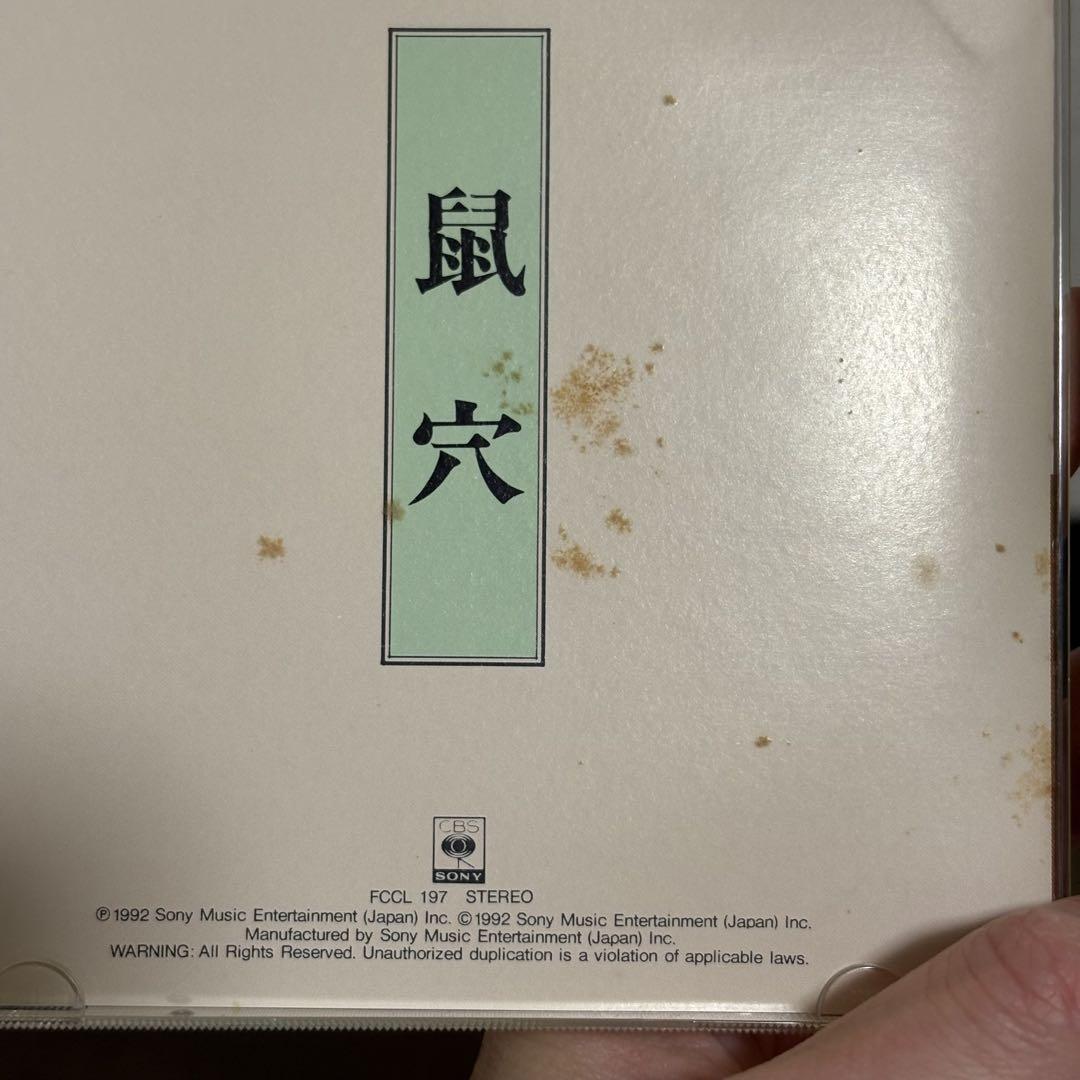 鼠穴
CBS
SONY
FCCL 197 STEREO
℗1992 Sony Music Entertainment (Japan) Inc. ©1992 Sony Music Entertainment (Japan) Inc.
Manufactured by Sony Music Entertainment (Japan) Inc.
WARNING: All Rights Reserved. Unauthorized duplication is a violation of applicable laws.